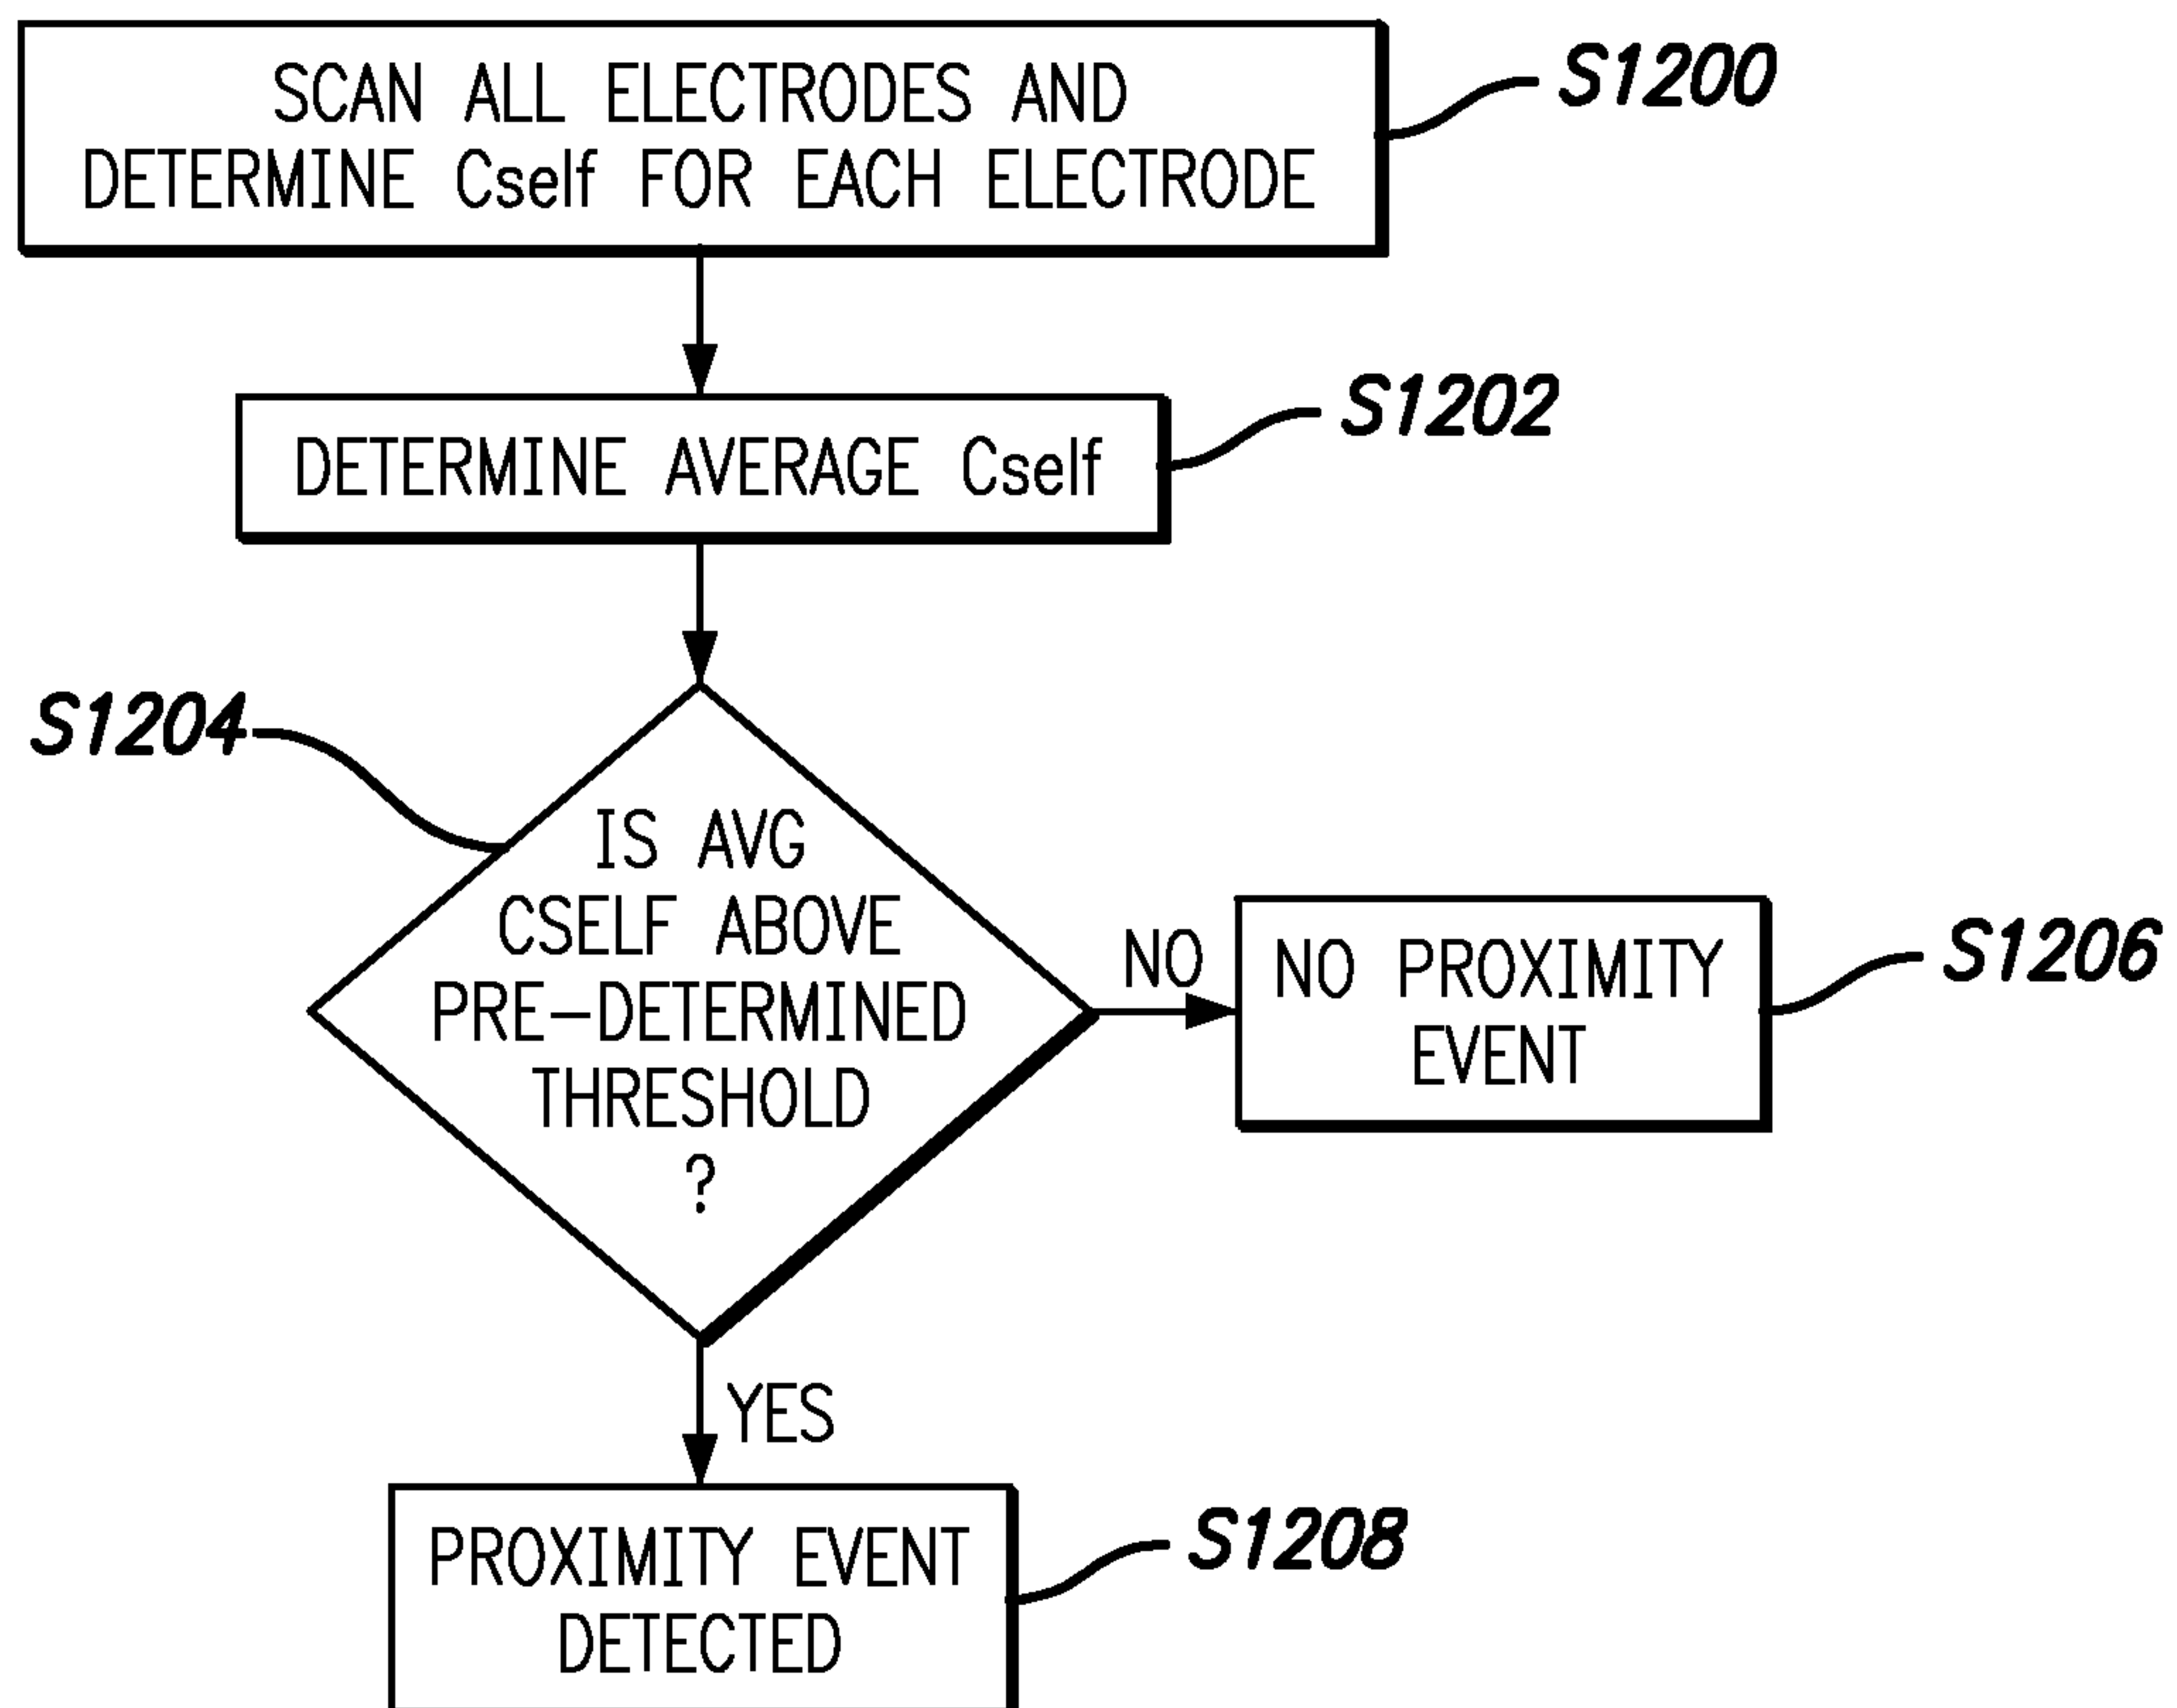 SCAN ALL ELECTRODES AND
DETERMINE Cself FOR EACH ELECTRODE
S1200
DETERMINE AVERAGE Cself
S1202
S1204
IS AVG
CSELF ABOVE
PRE-DETERMINED
THRESHOLD
?
NO
NO PROXIMITY
EVENT
S1206
YES
PROXIMITY EVENT
DETECTED
S1208